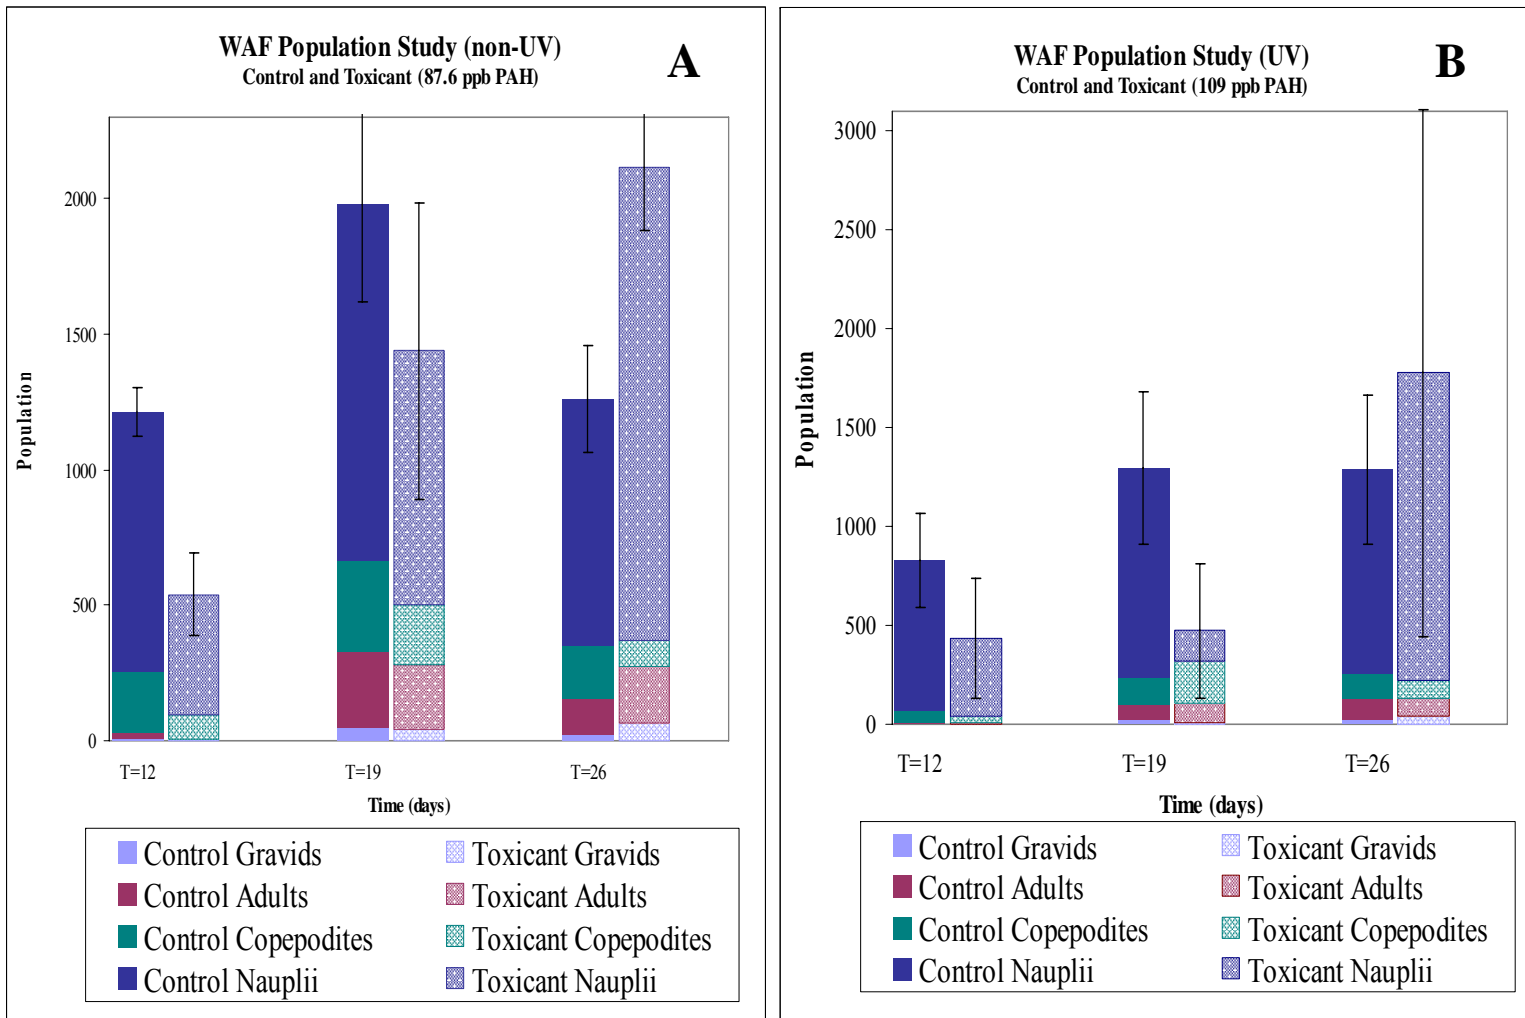 WAF Population Study (non-UV)
Control and Toxicant (87.6 ppb PAH)
A
2000
1500
1000
500
0
Population
T=12
T=19
T=26
Time (days)
Control Gravids
Toxicant Gravids
Control Adults
Toxicant Adults
Control Copepodites
Toxicant Copepodites
Control Nauplii
Toxicant Nauplii
WAF Population Study (UV)
Control and Toxicant (109 ppb PAH)
B
3000
2500
2000
1500
1000
500
0
Population
T=12
T=19
T=26
Time (days)
Control Gravids
Toxicant Gravids
Control Adults
Toxicant Adults
Control Copepodites
Toxicant Copepodites
Control Nauplii
Toxicant Nauplii